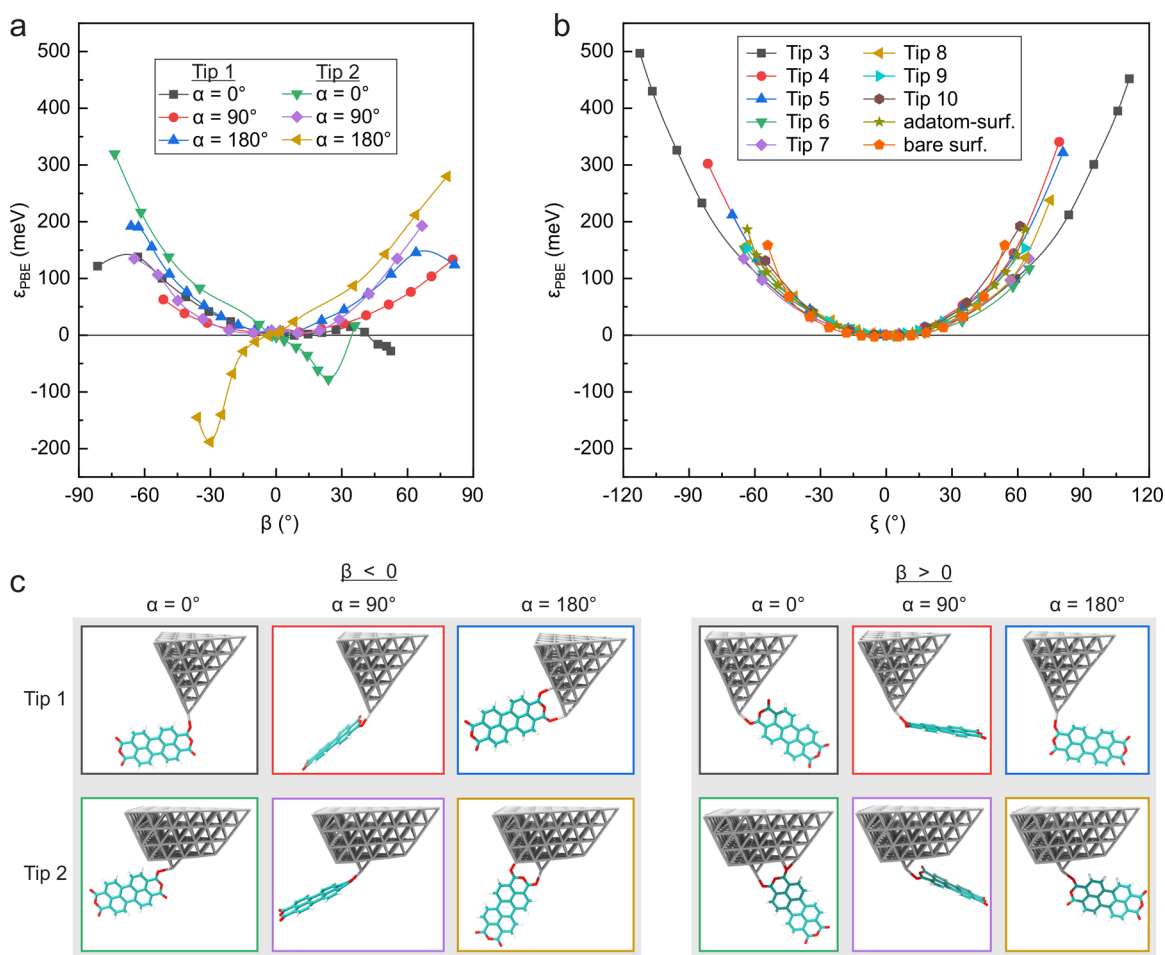 a
500
400
300
200
100
0
-100
-200
ε_PBE (meV)
-90 -60 -30 0 30 60 90
β (°)
Tip 1 Tip 2
α = 0° α = 0°
α = 90° α = 90°
α = 180° α = 180°
b
500
400
300
200
100
0
-100
-200
ε_PBE (meV)
-120 -90 -60 -30 0 30 60 90 120
ξ (°)
Tip 3 Tip 8
Tip 4 Tip 9
Tip 5 Tip 10
Tip 6 adatom-surf.
Tip 7 bare surf.
c
β < 0 β > 0
α = 0° α = 90° α = 180° α = 0° α = 90° α = 180°
Tip 1
Tip 2